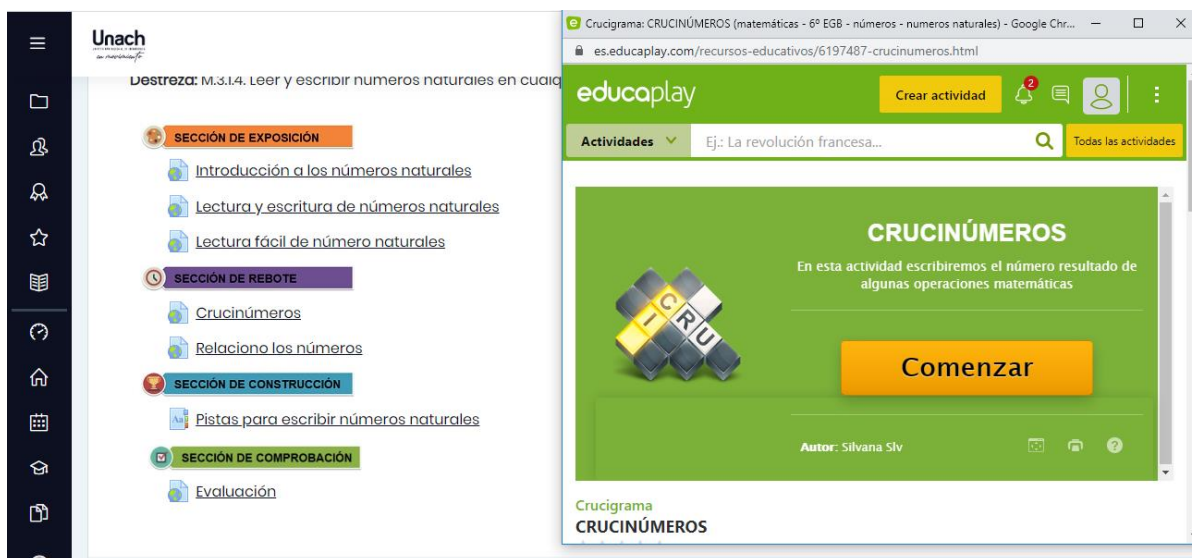 Unach
en movimiento
Destreza: M.3.1.4. Leer y escribir números naturales en cualq
SECCIÓN DE EXPOSICIÓN
Introducción a los números naturales
Lectura y escritura de números naturales
Lectura fácil de número naturales
SECCIÓN DE REBOTE
Crucinúmeros
Relaciono los números
SECCIÓN DE CONSTRUCCIÓN
Pistas para escribir números naturales
SECCIÓN DE COMPROBACIÓN
Evaluación
Crucigrama: CRUCINÚMEROS (matemáticas - 6º EGB - números - numeros naturales) - Google Chr...
es.educaplay.com/recursos-educativos/6197487-crucinumeros.html
educaplay
Crear actividad
2
Actividades
Ej.: La revolución francesa...
Todas las actividades
CRUCINÚMEROS
En esta actividad escribiremos el número resultado de
algunas operaciones matemáticas
CRU
CI
Comenzar
Autor: Silvana Slv
Crucigrama
CRUCINÚMEROS